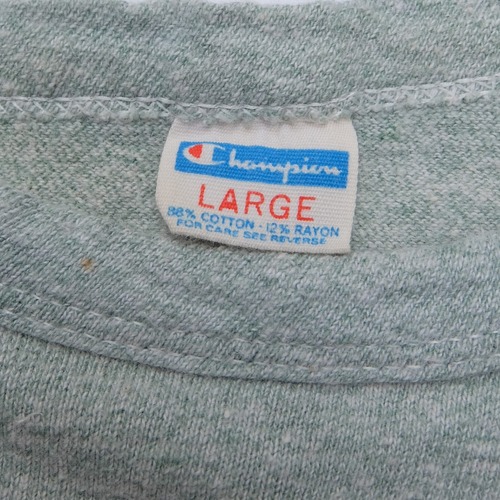 Champion
LARGE
88% COTTON-12% RAYON
FOR CARE SEE REVERSE